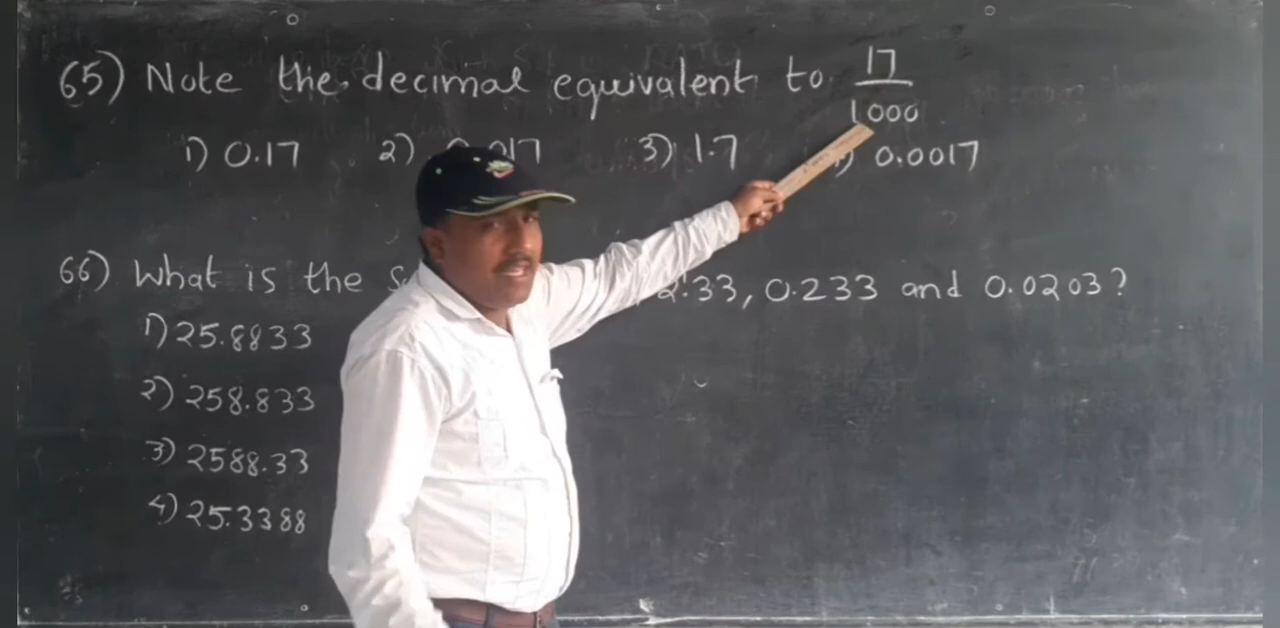 65) Note the decimal equivalent to 17/1000
1) 0.17 2) 017 3) 1.7 0.0017
66) What is the 2.33, 0.233 and 0.0203?
1) 25.8833
2) 258.833
3) 2588.33
4) 25.3388